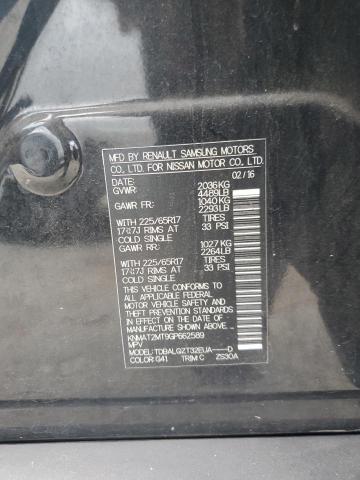 MFD BY RENAULT SAMSUNG MOTORS
CO., LTD. FOR NISSAN MOTOR CO., LTD.
DATE: 02/16
GVWR: 2036KG
4489LB
GAWR FR: 1040KG
2293LB
WITH 225/65R17 TIRES
17X7J RIMS AT 33 PSI
COLD SINGLE
GAWR RR: 1027KG
2264LB
WITH 225/65R17 TIRES
17X7J RIMS AT 33 PSI
COLD SINGLE
THIS VEHICLE CONFORMS TO ALL
APPLICABLE FEDERAL MOTOR VEHICLE
SAFETY AND THEFT PREVENTION STANDARDS
IN EFFECT ON THE DATE OF
MANUFACTURE SHOWN ABOVE.
KNMAT2MT9GP662589
MPV
MODEL: TDBALQZT32EUA-----D
COLOR: G41 TRIM: C ZS30A